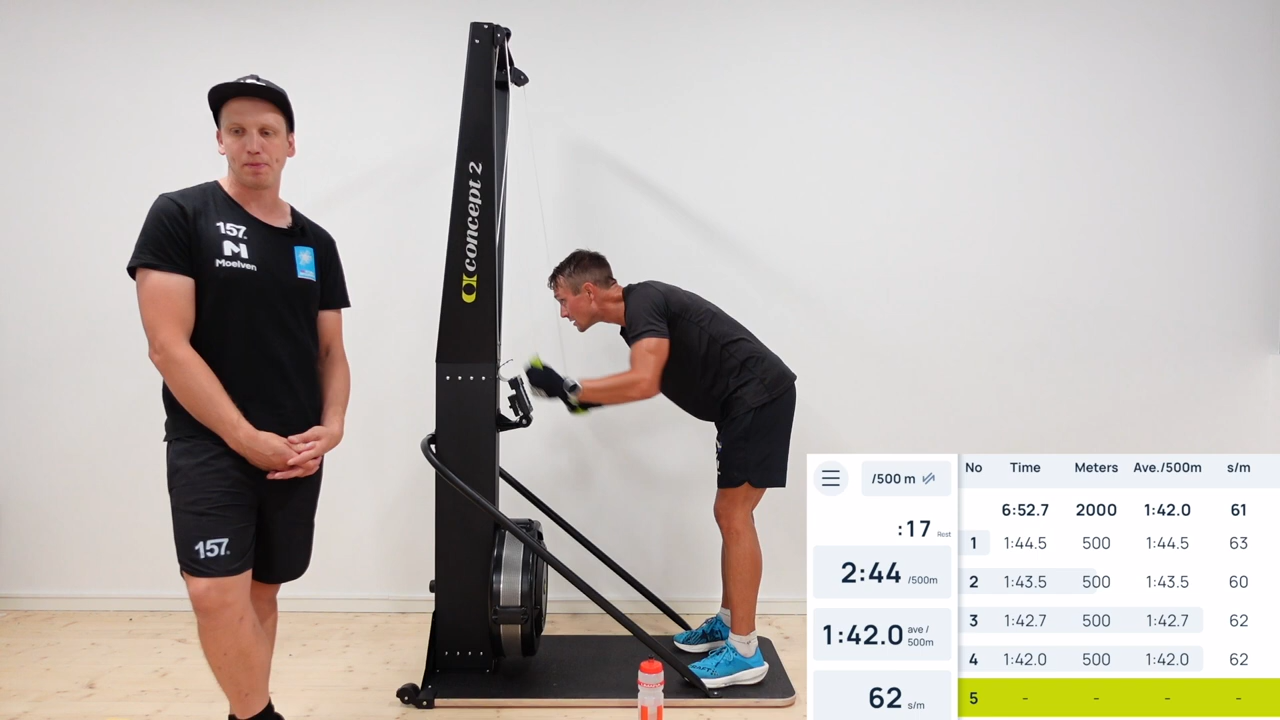 concept 2
157.
Moelven
157.
/500 m
:17 Rest
2:44 /500m
1:42.0 ave / 500m
62 s/m
No Time Meters Ave./500m s/m
6:52.7 2000 1:42.0 61
1 1:44.5 500 1:44.5 63
2 1:43.5 500 1:43.5 60
3 1:42.7 500 1:42.7 62
4 1:42.0 500 1:42.0 62
5 - - - -